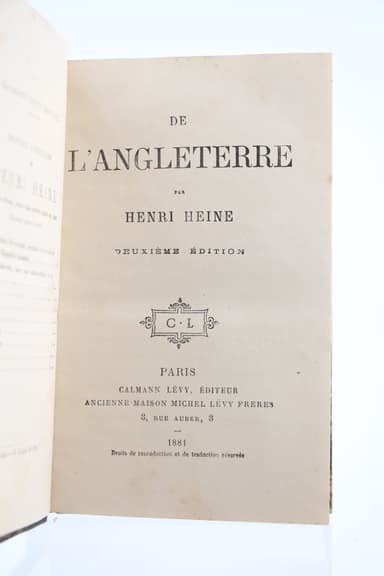 DE
L'ANGLETERRE
PAR
HENRI HEINE
DEUXIÈME ÉDITION
C·L
PARIS
CALMANN LÉVY, ÉDITEUR
ANCIENNE MAISON MICHEL LÉVY FRÈRES
3, RUE AUBER, 3
1881
Droits de reproduction et de traduction réservés